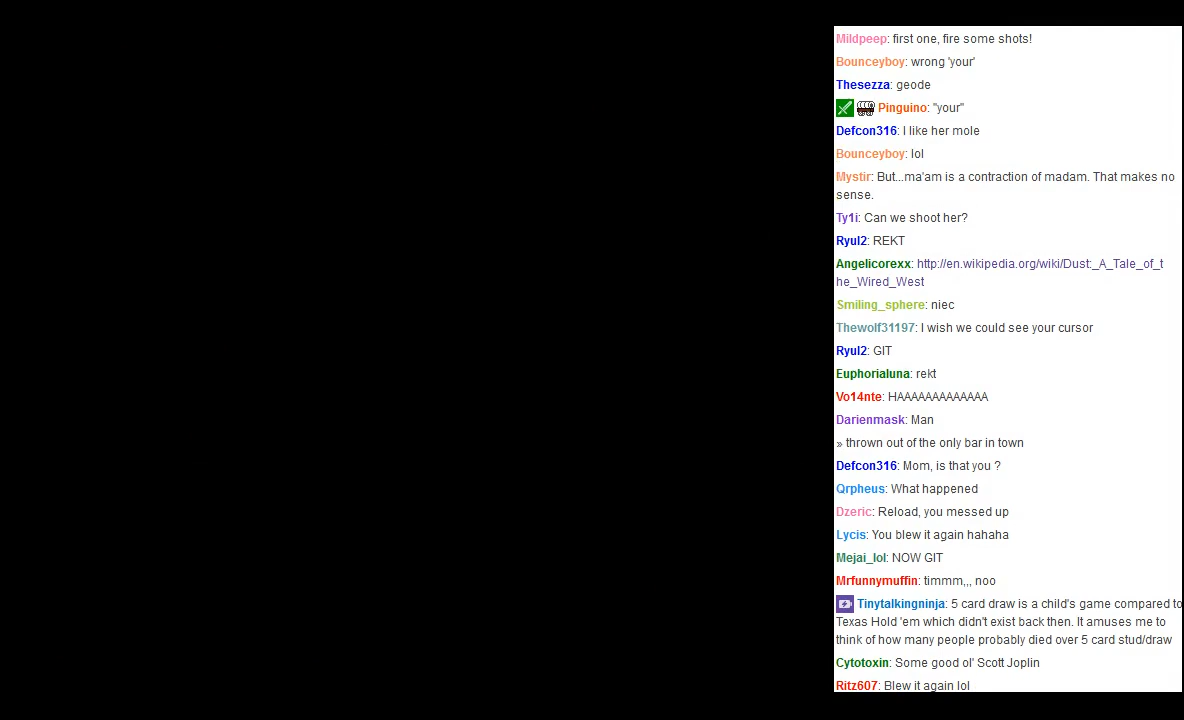 Mildpeep: first one, fire some shots!
Bounceyboy: wrong 'your'
Thesezza: geode
Pinguino: "your"
Defcon316: I like her mole
Bounceyboy: lol
Mystir: But...ma'am is a contraction of madam. That makes no
sense.
Ty1i: Can we shoot her?
Ryul2: REKT
Angelicorexx: http://en.wikipedia.org/wiki/Dust:_A_Tale_of_t
he_Wired_West
Smiling_sphere: niec
Thewolf31197: I wish we could see your cursor
Ryul2: GIT
Euphorialuna: rekt
Vo14nte: HAAAAAAAAAAAAA
Darienmask: Man
» thrown out of the only bar in town
Defcon316: Mom, is that you ?
Qrpheus: What happened
Dzeric: Reload, you messed up
Lycis: You blew it again hahaha
Mejai_lol: NOW GIT
Mrfunnymuffin: timmm,,, noo
Tinytalkingninja: 5 card draw is a child's game compared to
Texas Hold 'em which didn't exist back then. It amuses me to
think of how many people probably died over 5 card stud/draw
Cytotoxin: Some good ol' Scott Joplin
Ritz607: Blew it again lol